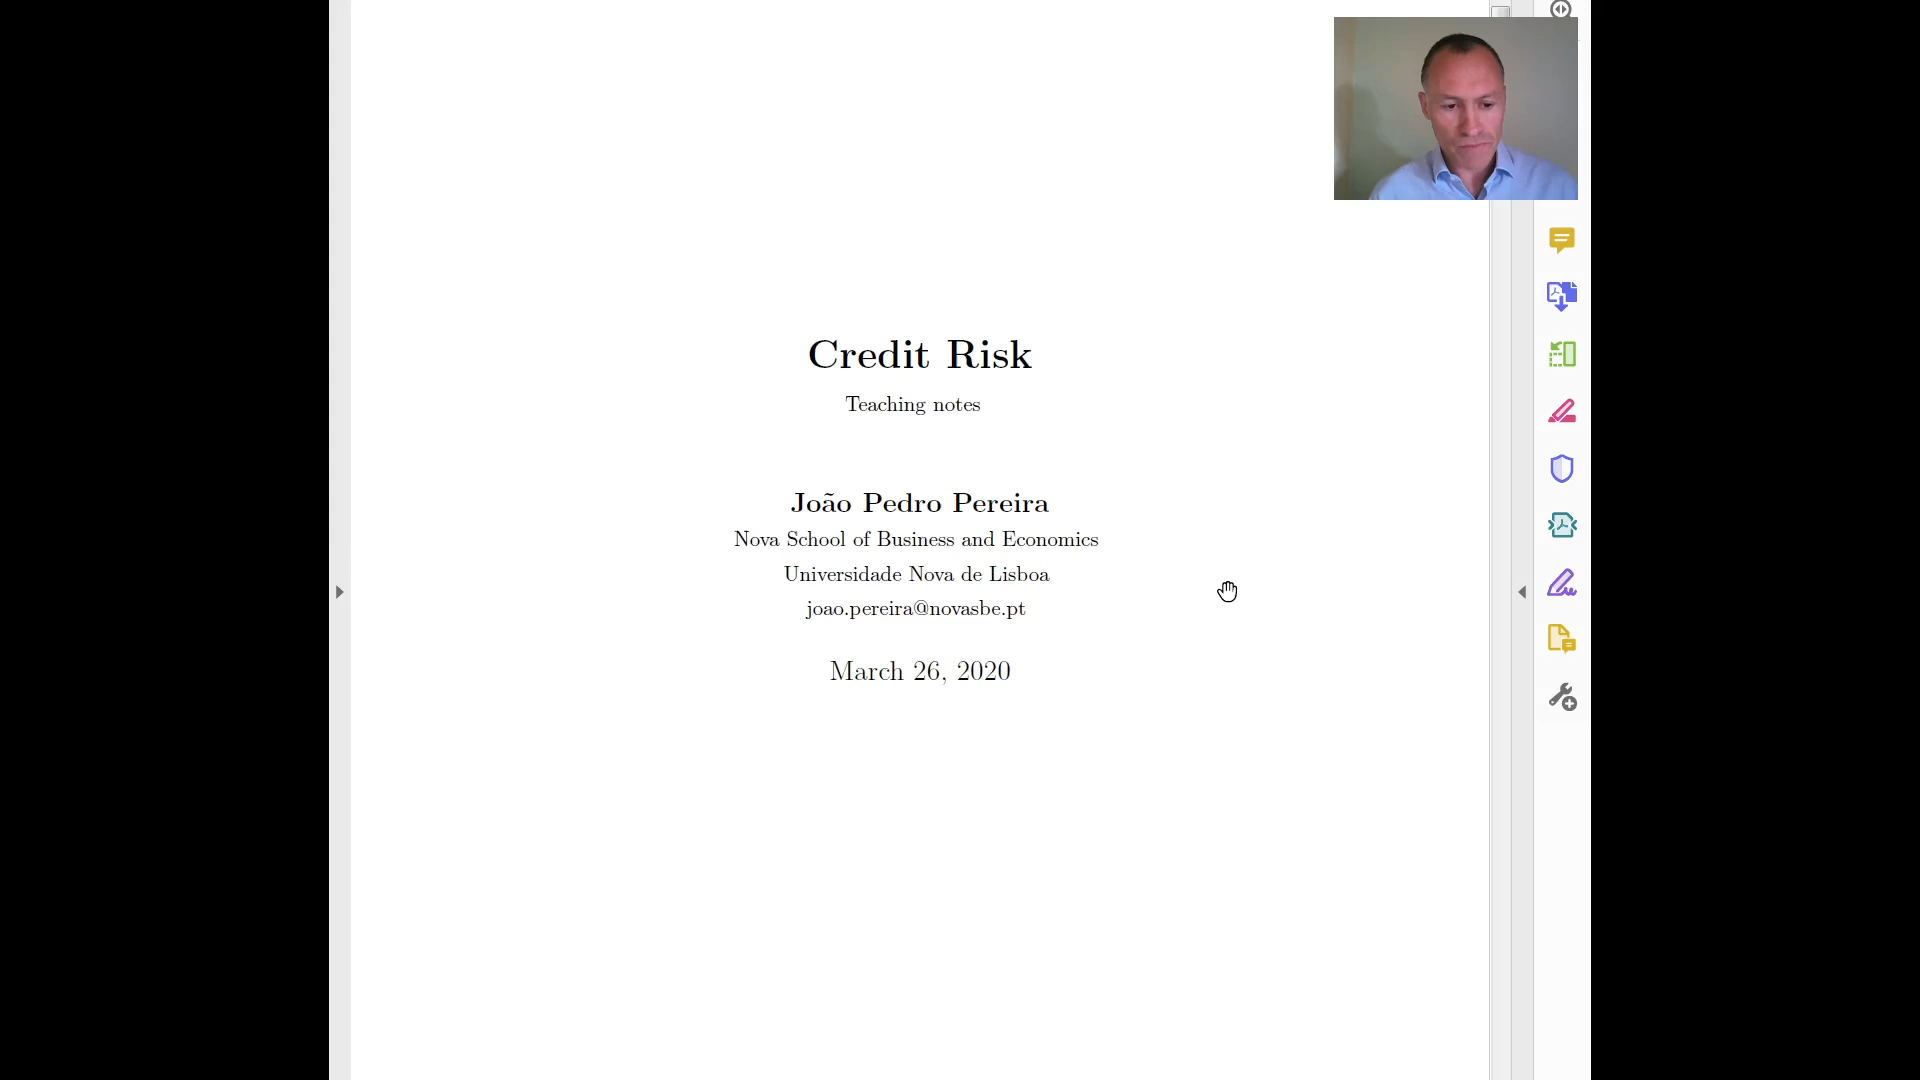 Credit Risk
Teaching notes
João Pedro Pereira
Nova School of Business and Economics
Universidade Nova de Lisboa
joao.pereira@novasbe.pt
March 26, 2020